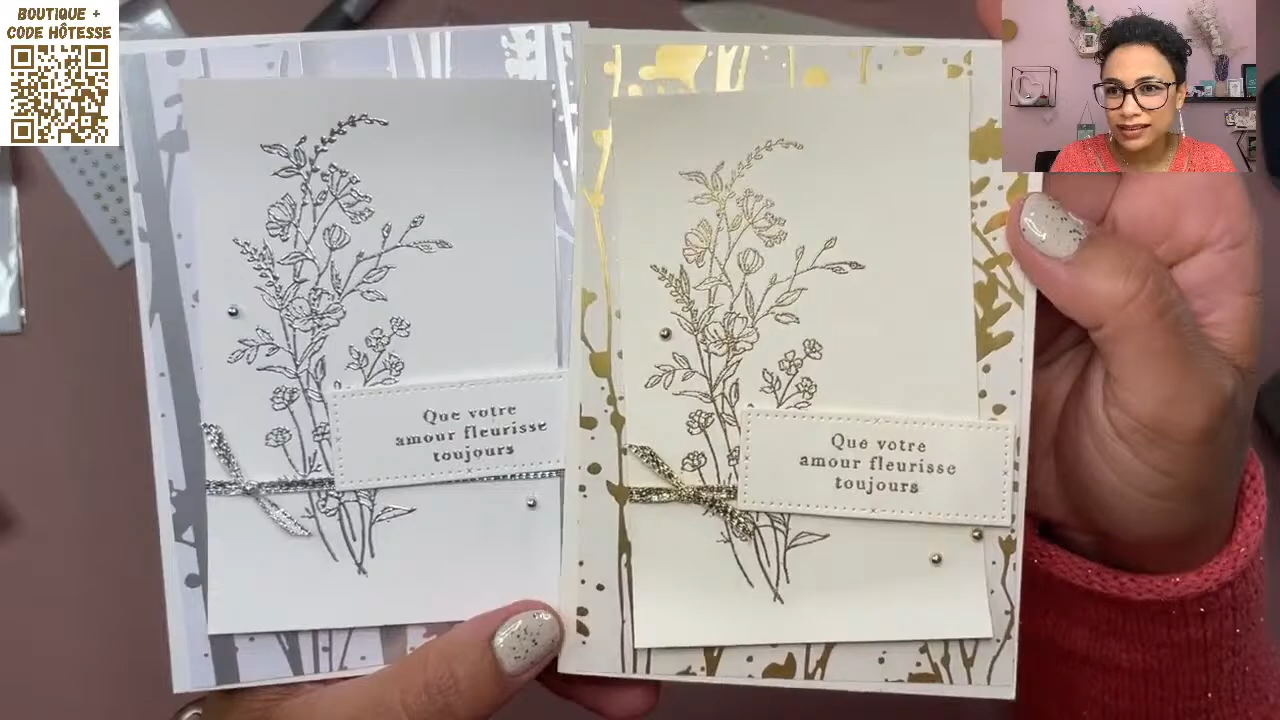 BOUTIQUE +
CODE HÔTESSE
Que votre
amour fleurisse
toujours
Que votre
amour fleurisse
toujours